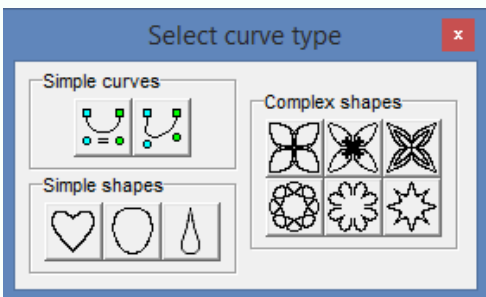 Select curve type
x
Simple curves
=
Simple shapes
Complex shapes